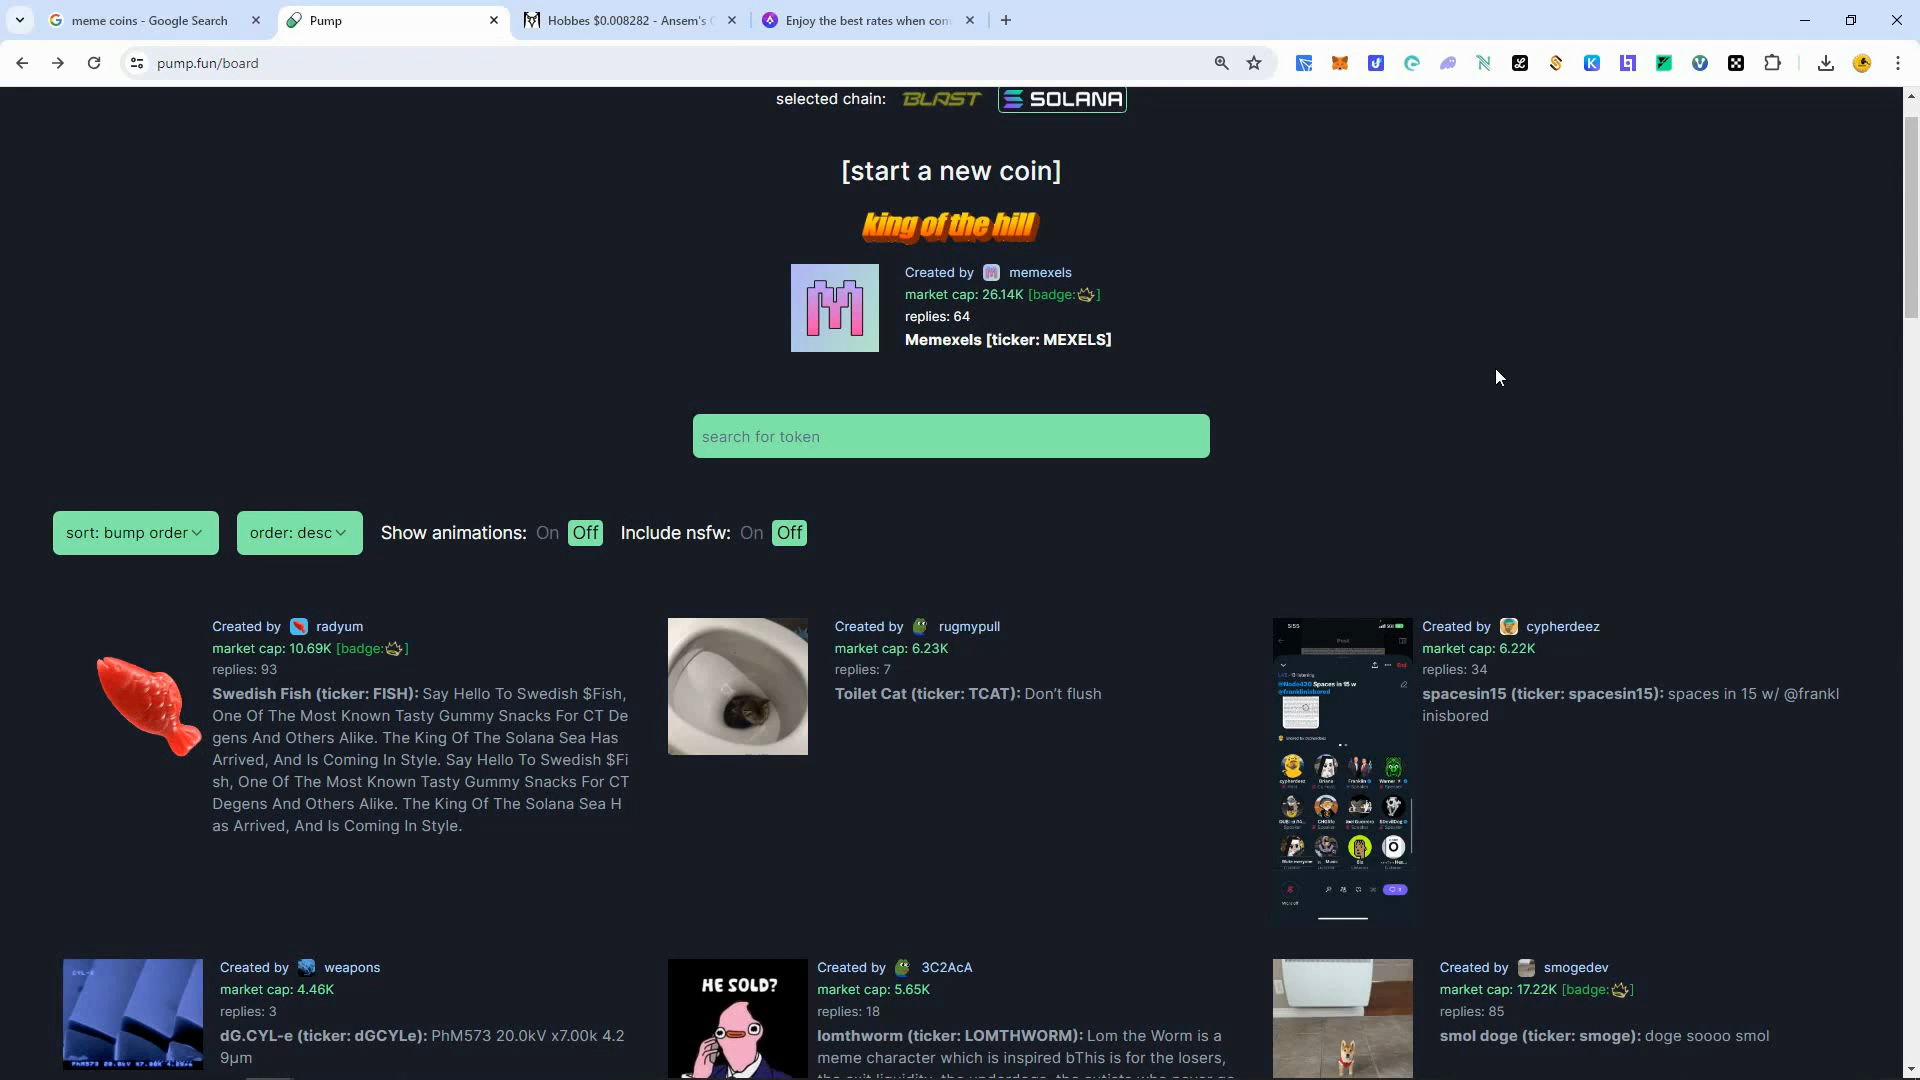 meme coins - Google Search
Pump
Hobbes $0.008282 - Ansem's
Enjoy the best rates when con
pump.fun/board
selected chain: BLAST SOLANA
[start a new coin]
king of the hill
Created by memexels
market cap: 26.14K [badge: ]
replies: 64
Memexels [ticker: MEXELS]
search for token
sort: bump order
order: desc
Show animations: On Off
Include nsfw: On Off
Created by radyum
market cap: 10.69K [badge: ]
replies: 93
Swedish Fish (ticker: FISH): Say Hello To Swedish $Fish,
One Of The Most Known Tasty Gummy Snacks For CT De
gens And Others Alike. The King Of The Solana Sea Has
Arrived, And Is Coming In Style. Say Hello To Swedish $Fi
sh, One Of The Most Known Tasty Gummy Snacks For CT
Degens And Others Alike. The King Of The Solana Sea H
as Arrived, And Is Coming In Style.
Created by rugmypull
market cap: 6.23K
replies: 7
Toilet Cat (ticker: TCAT): Don't flush
Spaces in 15 w
@franklinisbored
Created by cypherdeez
market cap: 6.22K
replies: 34
spacesin15 (ticker: spacesin15): spaces in 15 w/ @frankl
inisbored
CYL-E
PhM573 20.0kV x7.00k 4.29µm
Created by weapons
market cap: 4.46K
replies: 3
dG.CYL-e (ticker: dGCYLe): PhM573 20.0kV x7.00k 4.2
9µm
HE SOLD?
Created by 3C2AcA
market cap: 5.65K
replies: 18
lomthworm (ticker: LOMTHWORM): Lom the Worm is a
meme character which is inspired bThis is for the losers,
Created by smogedev
market cap: 17.22K [badge: ]
replies: 85
smol doge (ticker: smoge): doge soooo smol